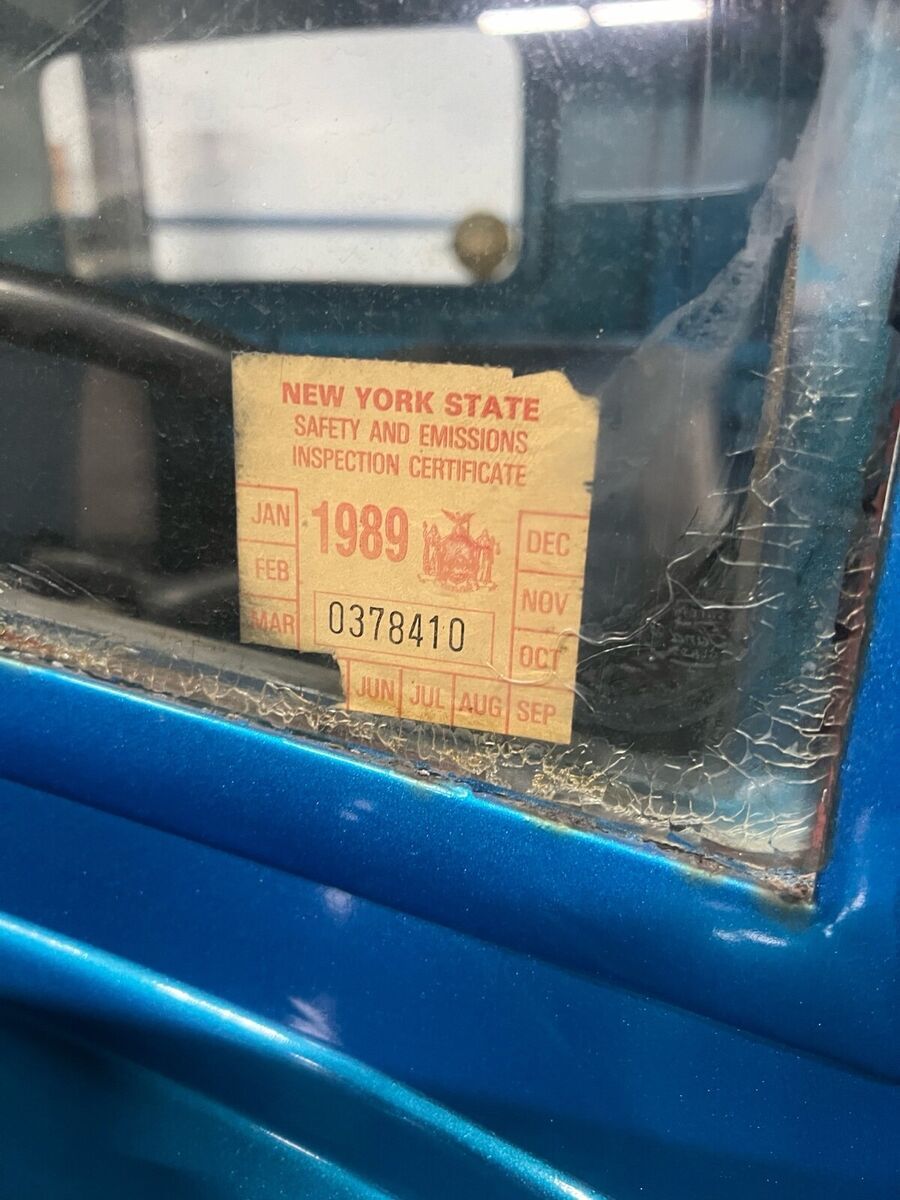 NEW YORK STATE
SAFETY AND EMISSIONS
INSPECTION CERTIFICATE
JAN 1989 DEC
FEB NOV
MAR 0378410 OCT
JUN JUL AUG SEP